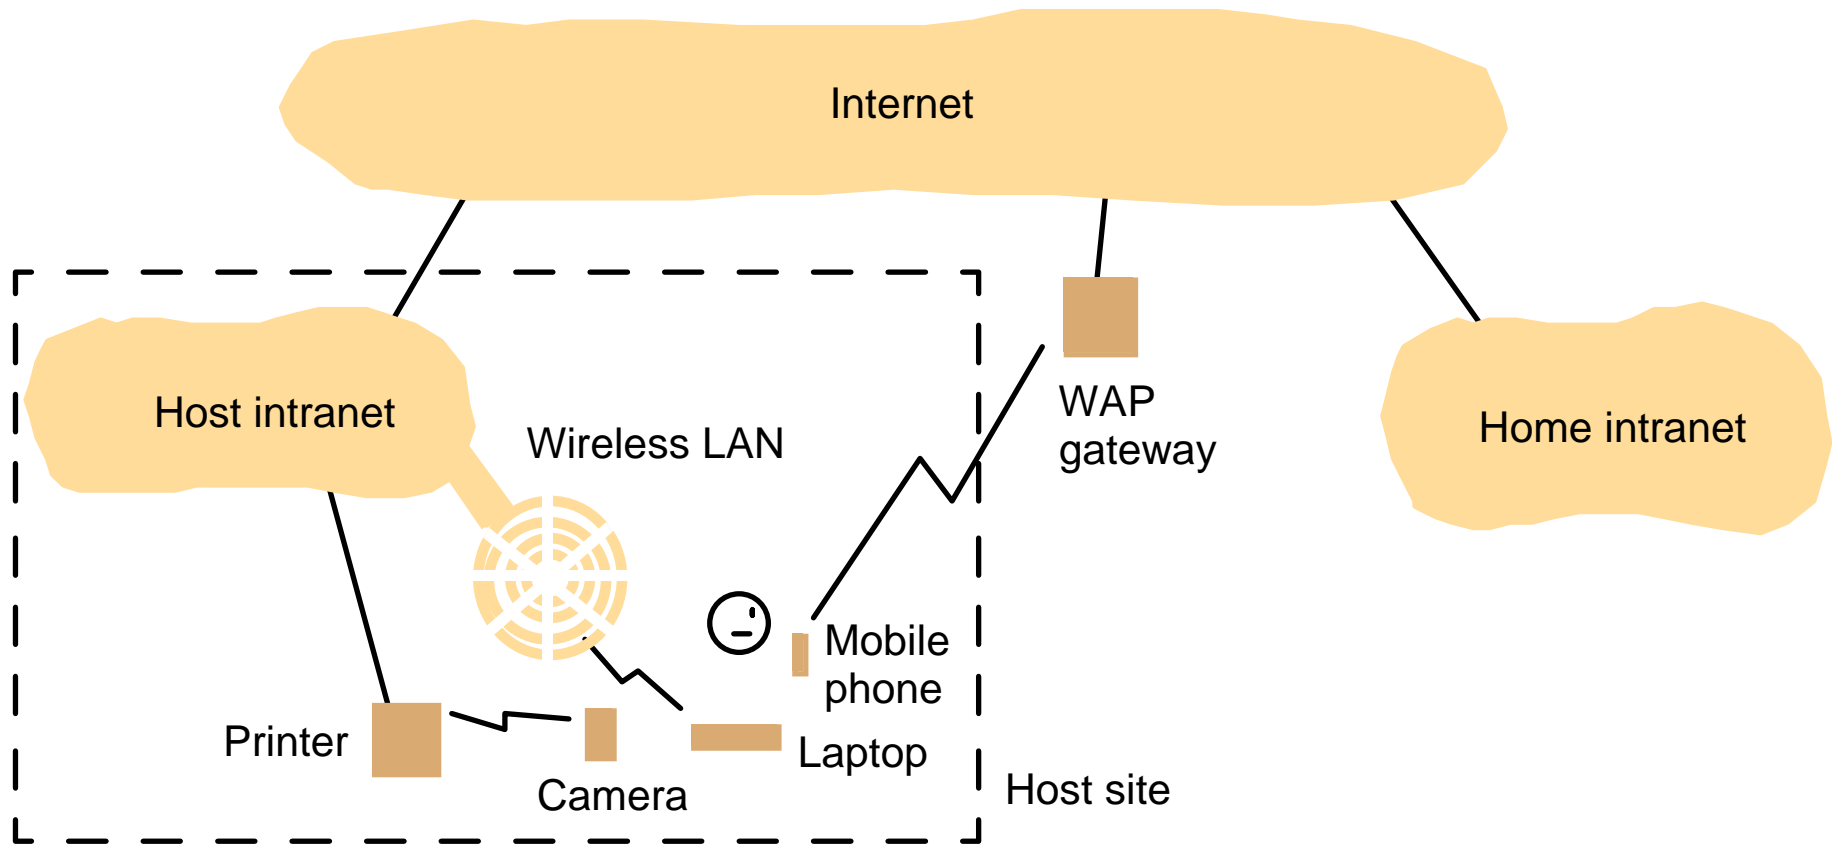 Internet
Host intranet
Wireless LAN
WAP
gateway
Home intranet
Mobile
phone
Printer
Camera
Laptop
Host site